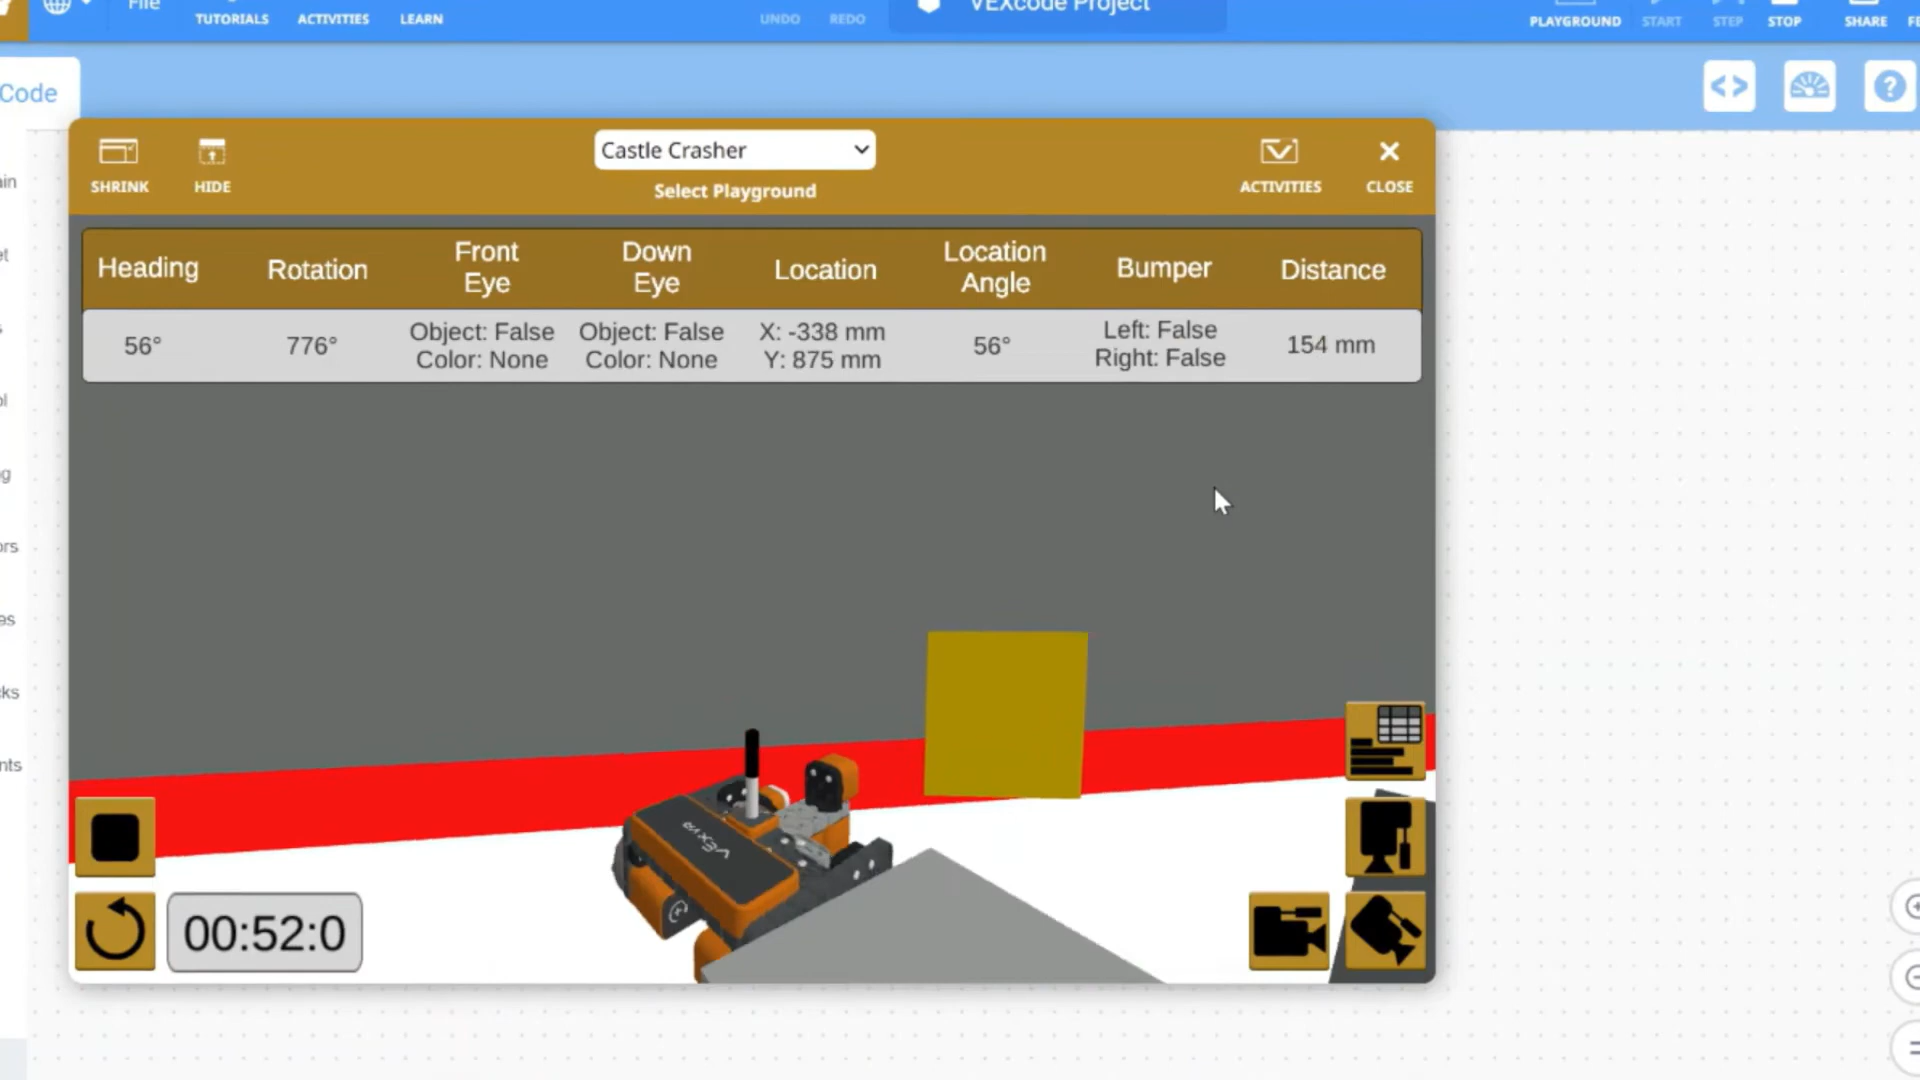 File
TUTORIALS
ACTIVITIES
LEARN
UNDO
REDO
VEXcode Project
PLAYGROUND
START
STEP
STOP
SHARE
Code
SHRINK
HIDE
Castle Crasher
Select Playground
ACTIVITIES
CLOSE
Heading
Rotation
Front
Eye
Down
Eye
Location
Location
Angle
Bumper
Distance
56°
776°
Object: False
Color: None
Object: False
Color: None
X: -338 mm
Y: 875 mm
56°
Left: False
Right: False
154 mm
VEX VR
00:52:0